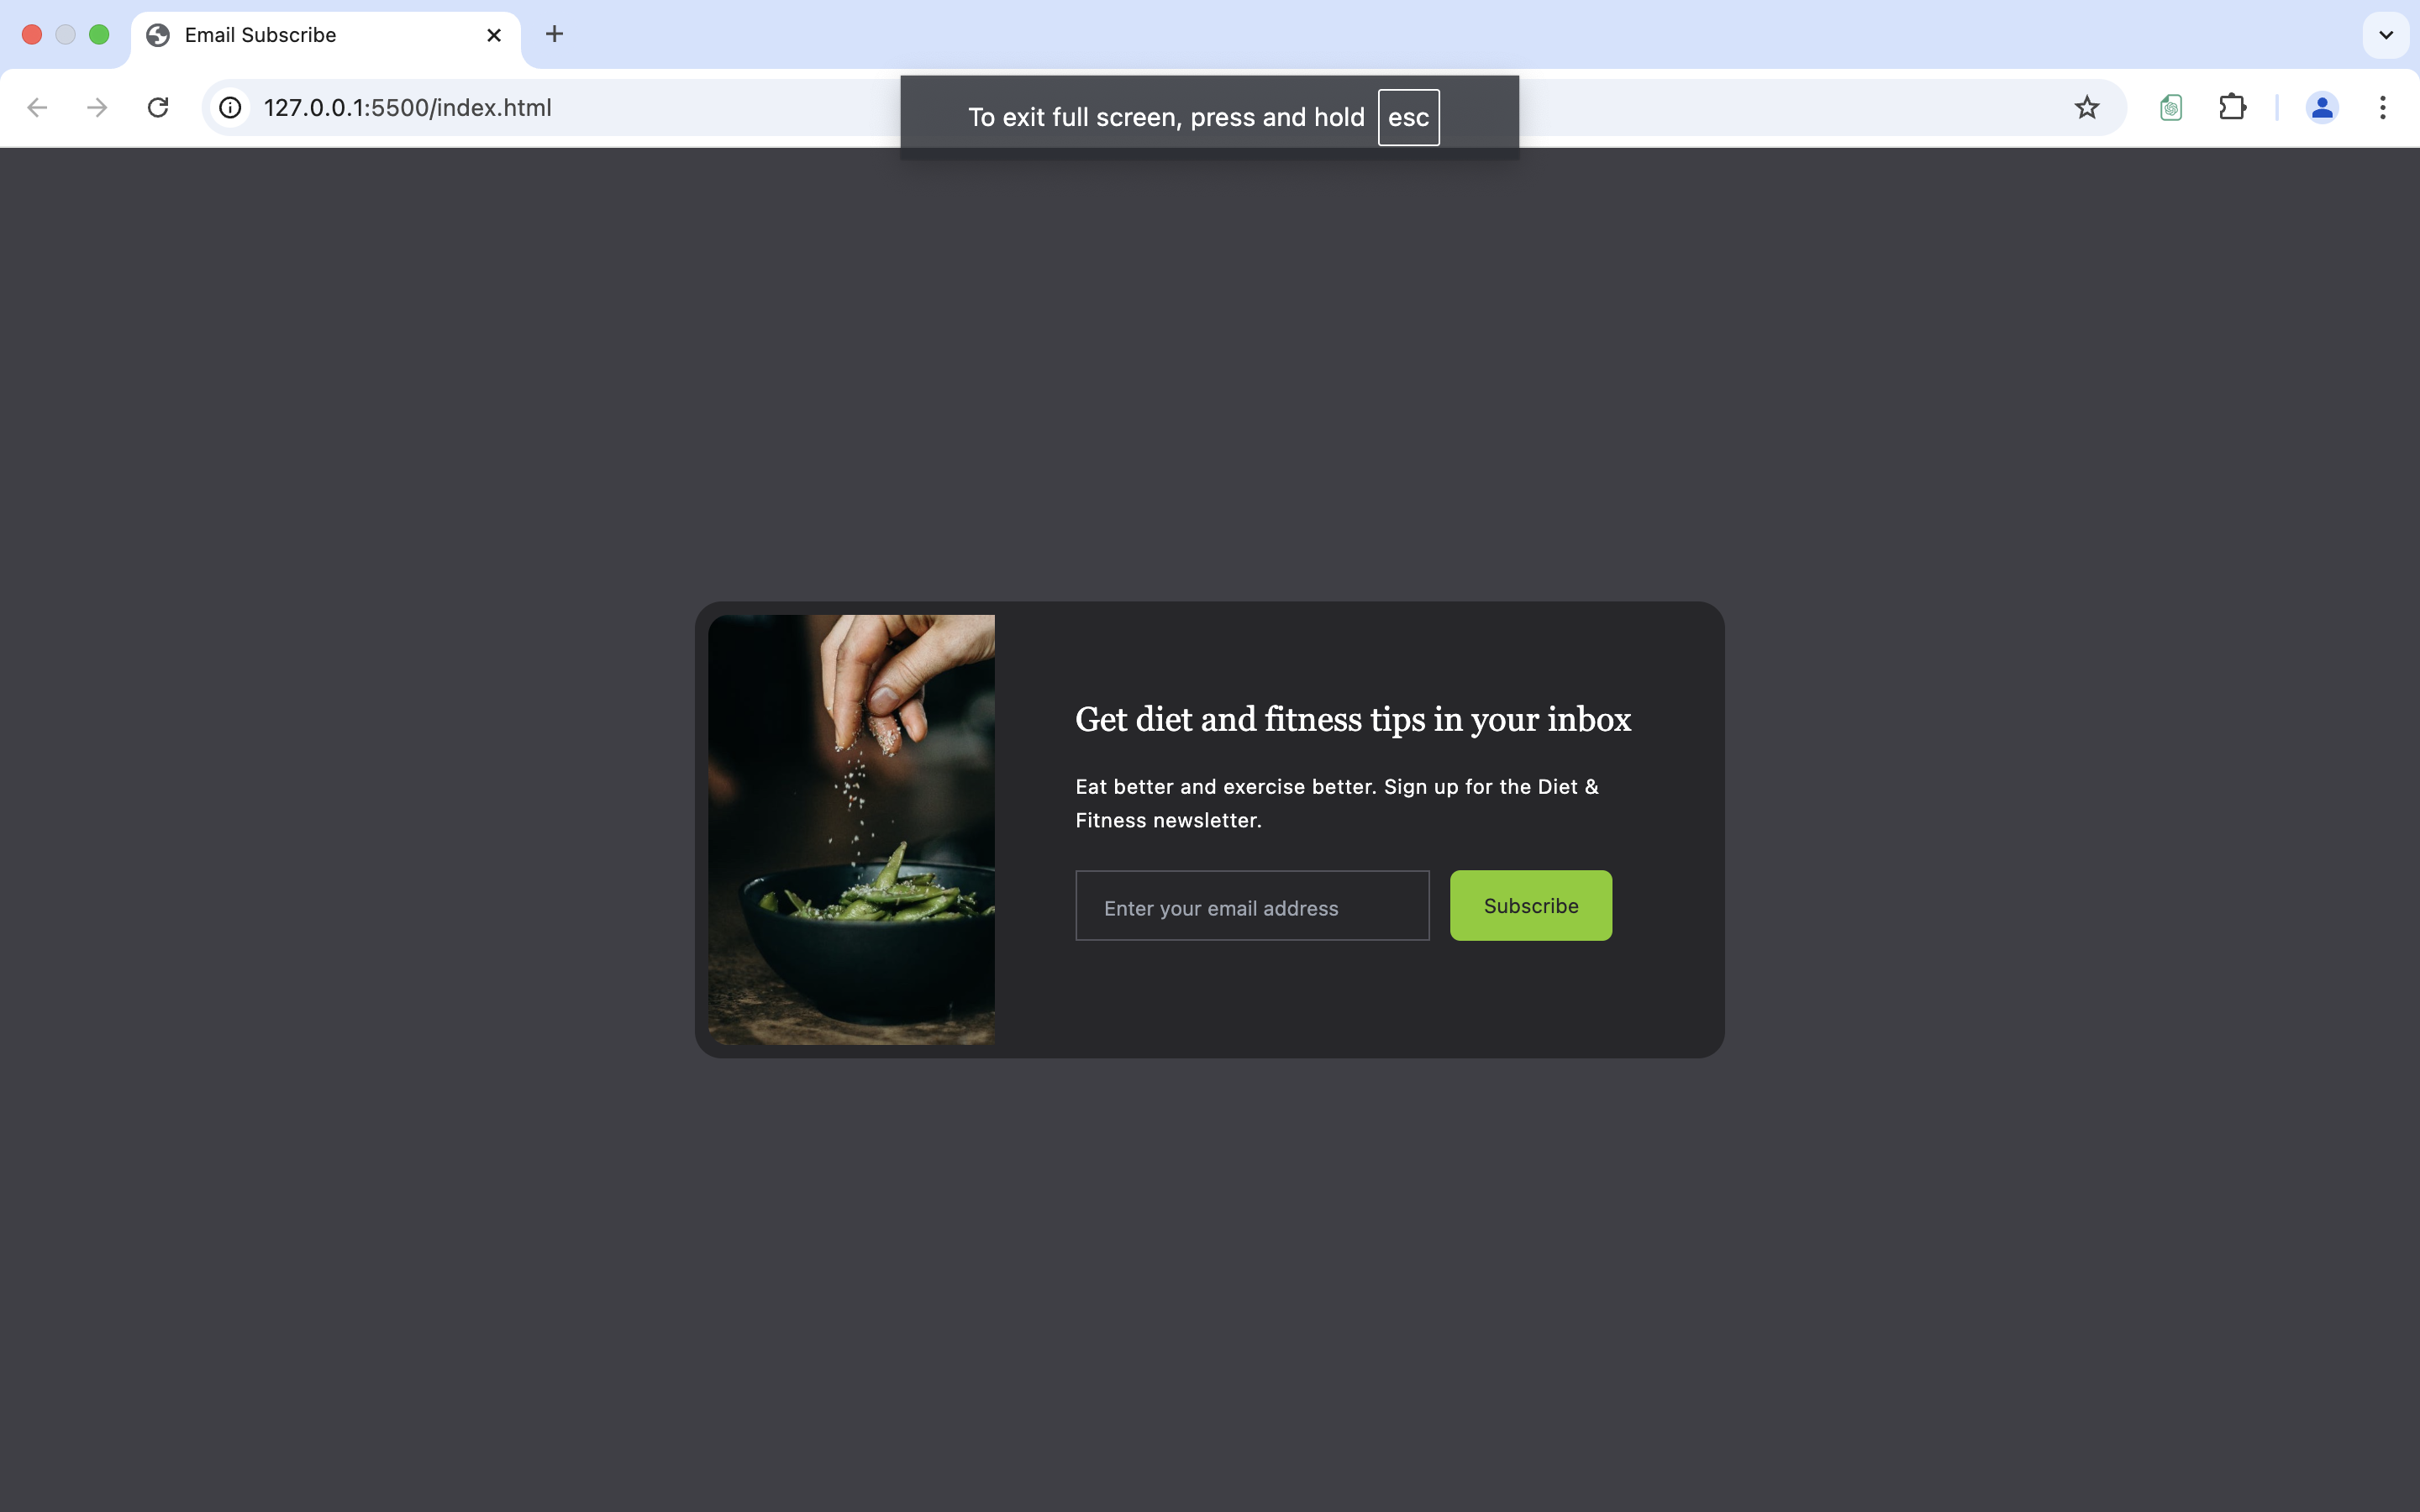 Email Subscribe
127.0.0.1:5500/index.html
To exit full screen, press and hold esc
Get diet and fitness tips in your inbox
Eat better and exercise better. Sign up for the Diet &
Fitness newsletter.
Enter your email address
Subscribe